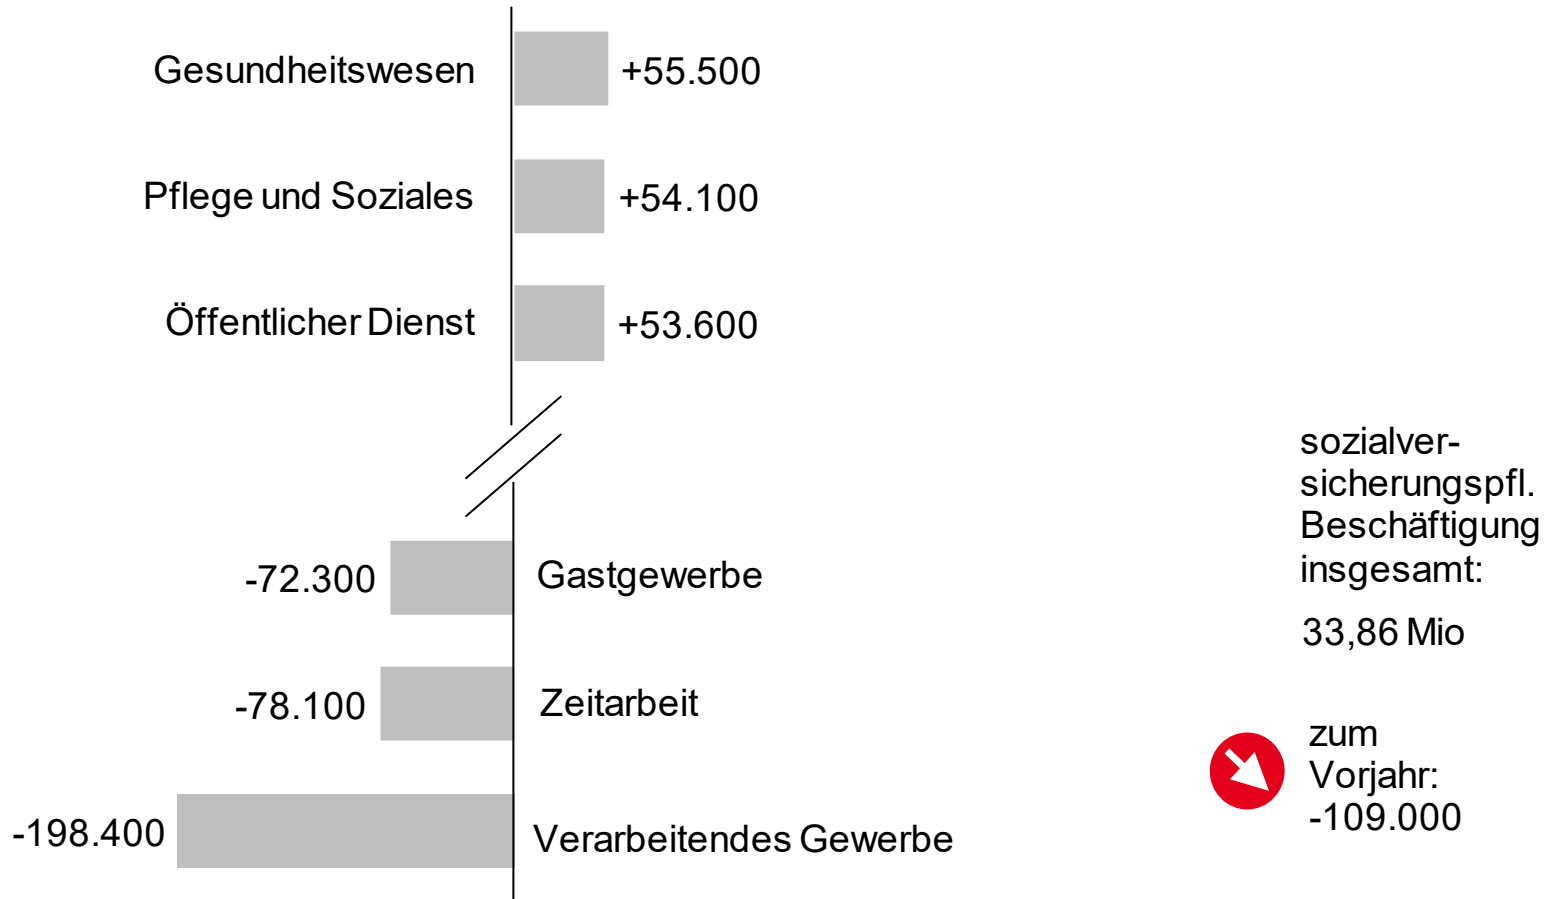 Gesundheitswesen +55.500
Pflege und Soziales +54.100
Öffentlicher Dienst +53.600
-72.300 Gastgewerbe
-78.100 Zeitarbeit
-198.400 Verarbeitendes Gewerbe
sozialver-
sicherungspfl.
Beschäftigung
insgesamt:
33,86 Mio
zum
Vorjahr:
-109.000